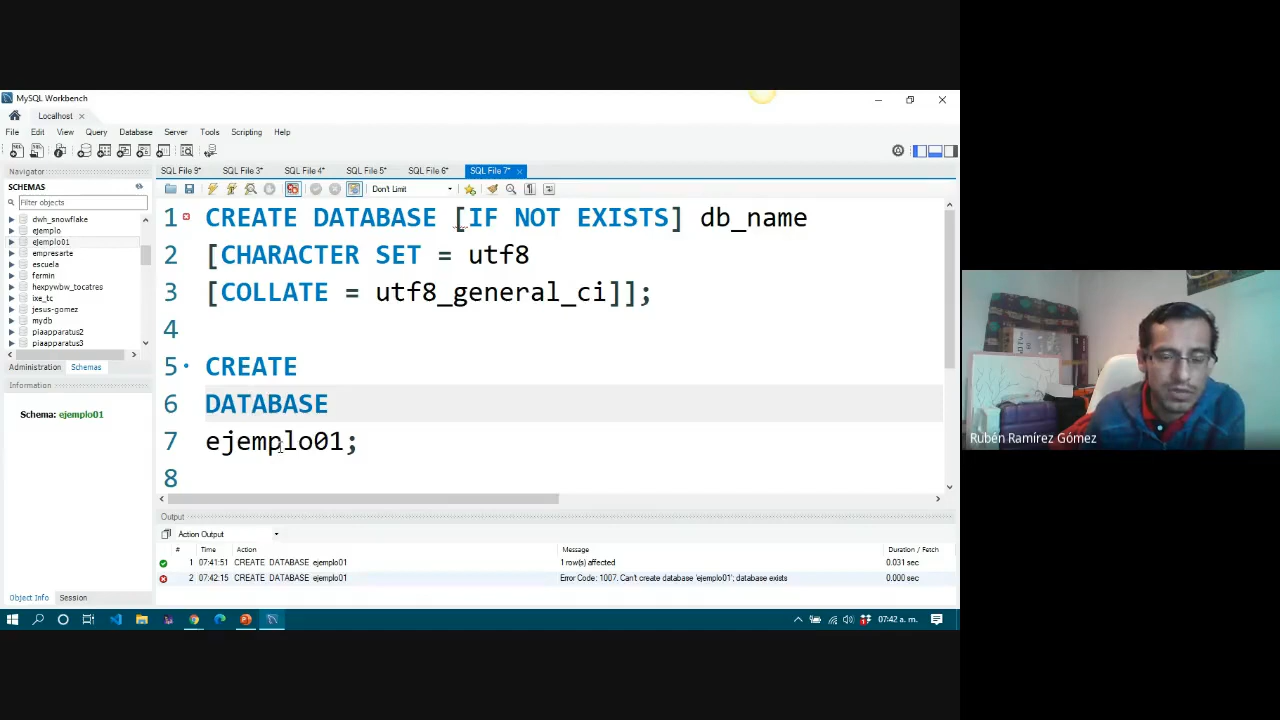 MySQL Workbench
Localhost
File Edit View Query Database Server Tools Scripting Help
Navigator
SCHEMAS
Filter objects
dwh_snowflake
ejemplo
ejemplo01
empresarte
escuela
fermin
hexpywbw_tocatres
ixe_tc
jesus-gomez
mydb
piaapparatus2
piaapparatus3
Administration Schemas
Information
Schema: ejemplo01
Object Info Session
SQL File 9* SQL File 3* SQL File 4* SQL File 5* SQL File 6* SQL File 7*
Don't Limit
1 CREATE DATABASE [IF NOT EXISTS] db_name
2 [CHARACTER SET = utf8
3 [COLLATE = utf8_general_ci]];
4
5 CREATE
6 DATABASE
7 ejemplo01;
8
Output
Action Output
# Time Action Message Duration / Fetch
1 07:41:51 CREATE DATABASE ejemplo01 1 row(s) affected 0.031 sec
2 07:42:15 CREATE DATABASE ejemplo01 Error Code: 1007. Can't create database 'ejemplo01'; database exists 0.000 sec
07:42 a. m.
Rubén Ramírez Gómez